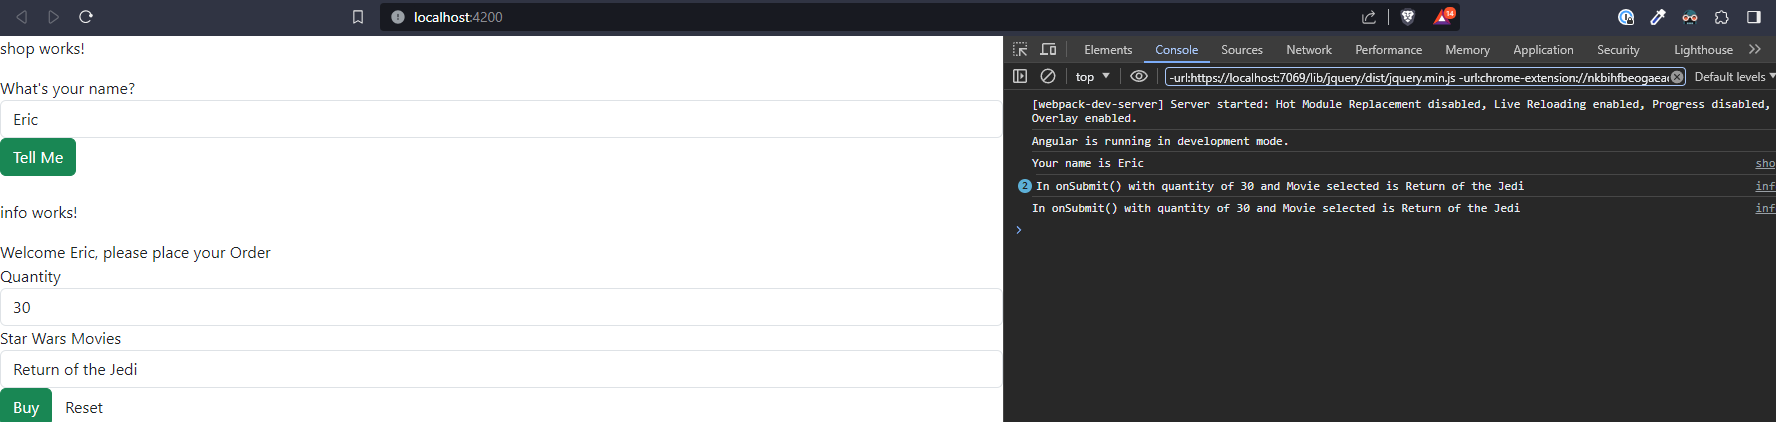 localhost:4200
14
shop works!
What's your name?
Eric
Tell Me
info works!
Welcome Eric, please place your Order
Quantity
30
Star Wars Movies
Return of the Jedi
Buy Reset
Elements Console Sources Network Performance Memory Application Security Lighthouse
top -url:https://localhost:7069/lib/jquery/dist/jquery.min.js -url:chrome-extension://nkbihfbeogaeao Default levels
[webpack-dev-server] Server started: Hot Module Replacement disabled, Live Reloading enabled, Progress disabled,
Overlay enabled.
Angular is running in development mode.
Your name is Eric sho
2 In onSubmit() with quantity of 30 and Movie selected is Return of the Jedi inf
In onSubmit() with quantity of 30 and Movie selected is Return of the Jedi inf